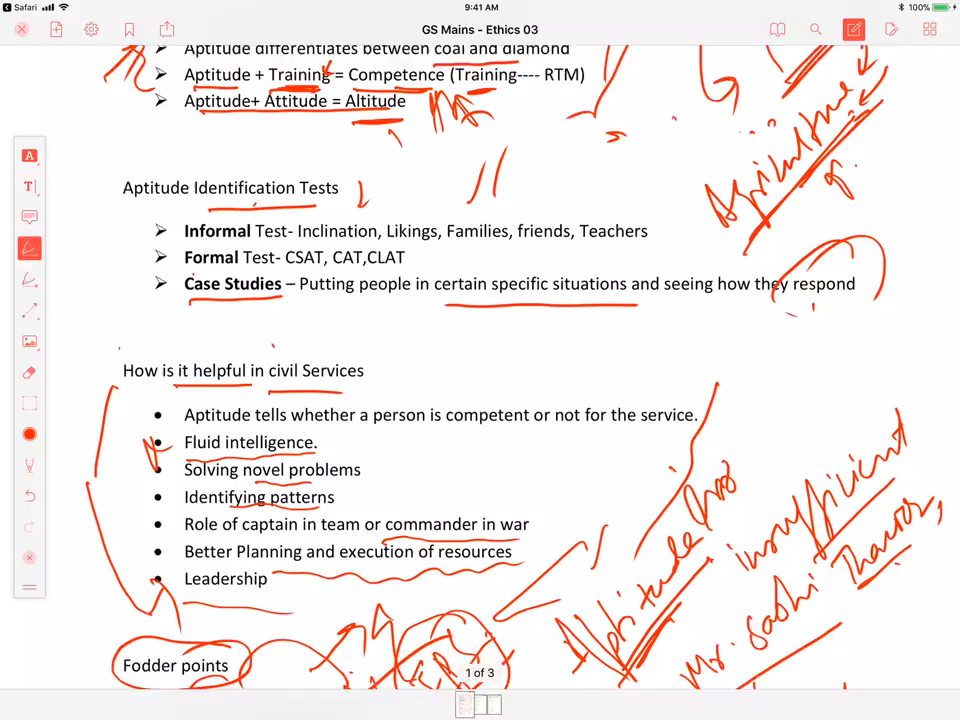 Safari
9:41 AM
100%
GS Mains - Ethics 03
Aptitude differentiates between coal and diamond
Aptitude + Training = Competence (Training---- RTM)
Aptitude+ Attitude = Altitude
Agriculture
Aptitude Identification Tests
Informal Test- Inclination, Likings, Families, friends, Teachers
Formal Test- CSAT, CAT,CLAT
Case Studies – Putting people in certain specific situations and seeing how they respond
How is it helpful in civil Services
Aptitude tells whether a person is competent or not for the service.
Fluid intelligence.
Solving novel problems
Identifying patterns
Role of captain in team or commander in war
Better Planning and execution of resources
Leadership
Aptitude
insufficient
Mr. Sashi Tharoor,
Fodder points
1 of 3
A
T